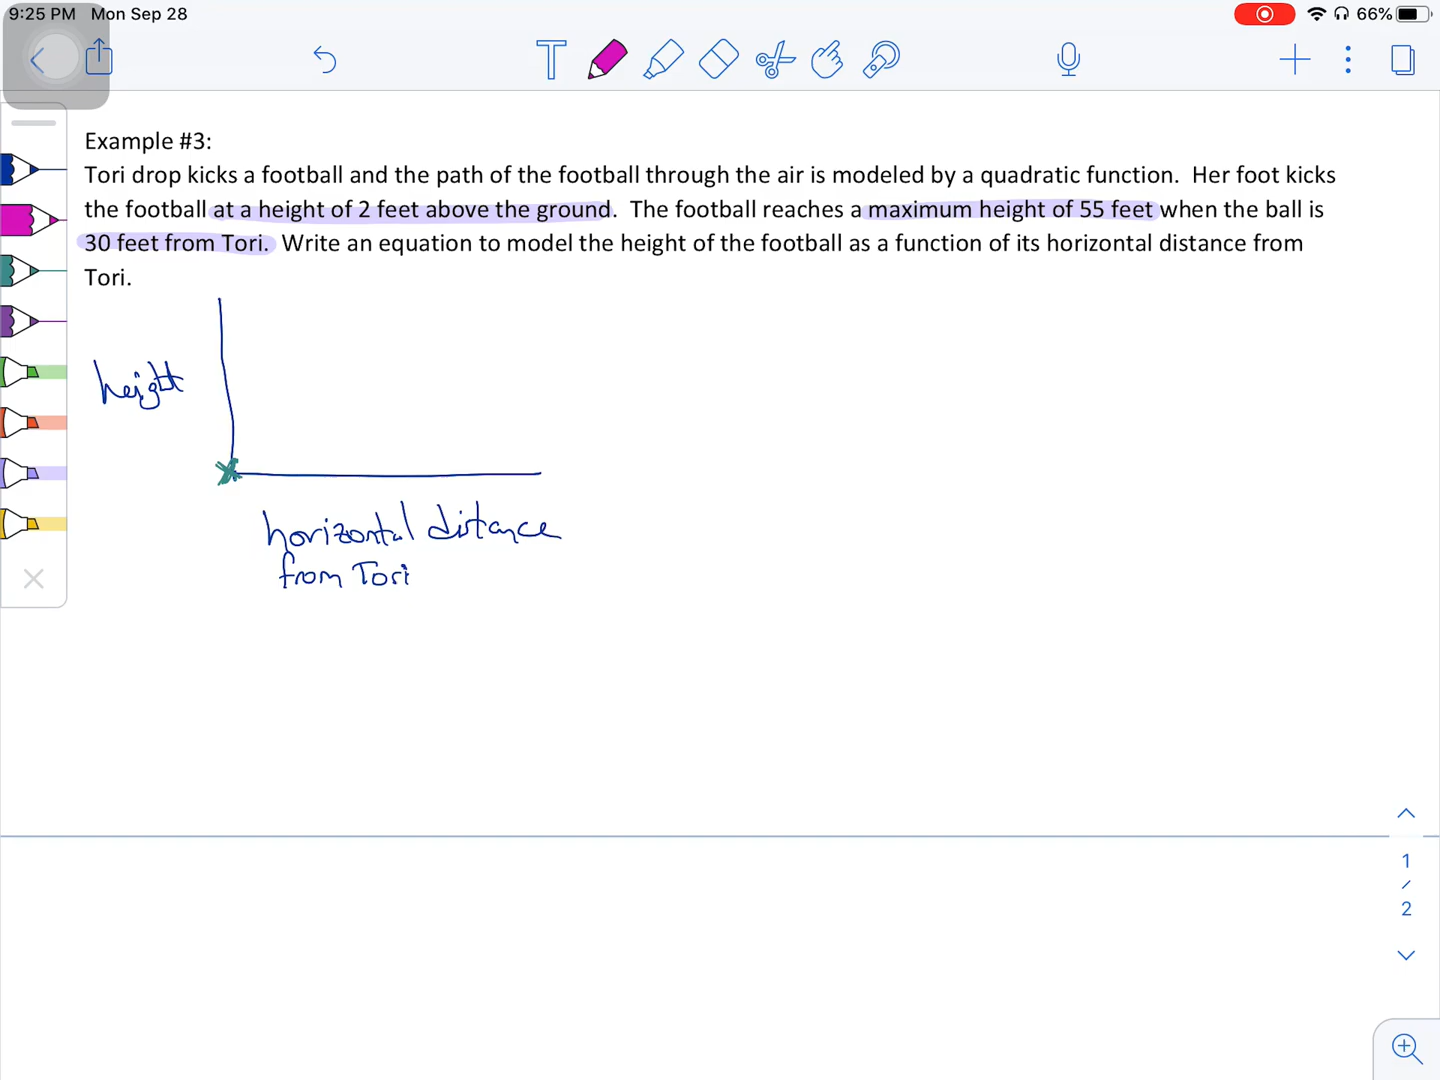 9:25 PM Mon Sep 28
66%
Example #3:
Tori drop kicks a football and the path of the football through the air is modeled by a quadratic function. Her foot kicks
the football at a height of 2 feet above the ground. The football reaches a maximum height of 55 feet when the ball is
30 feet from Tori. Write an equation to model the height of the football as a function of its horizontal distance from
Tori.
height
horizontal distance
from Tori
1
/
2